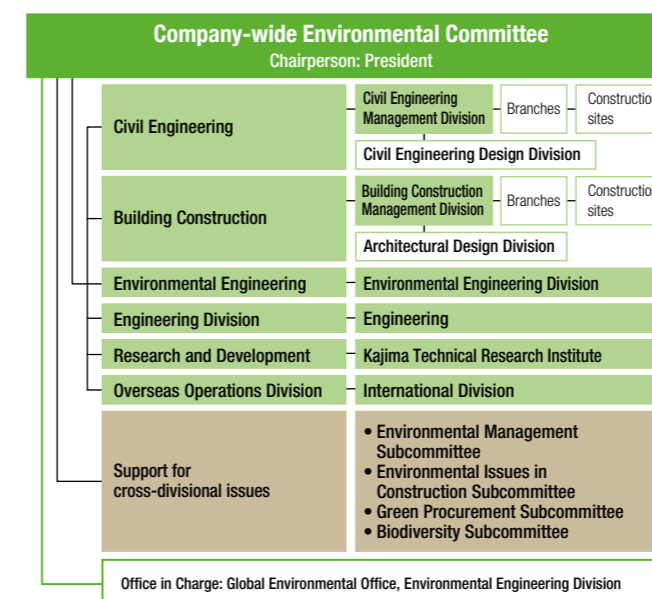 Company-wide Environmental Committee
Chairperson: President
Civil Engineering
Civil Engineering
Management Division
Branches
sites
Civil Engineering Design Division
Building Construction
Building Construction
Management Division
Branches
sites
Architectural Design Division
Environmental Engineering
Environmental Engineering Division
Engineering Division
Engineering
Research and Development
Kajima Technical Research Institute
Overseas Operations Division
International Division
Support for
cross-divisional issues
• Environmental Management
Subcommittee
• Environmental Issues in
Construction Subcommittee
• Green Procurement Subcommittee
• Biodiversity Subcommittee
Office in Charge: Global Environmental Office, Environmental Engineering Division